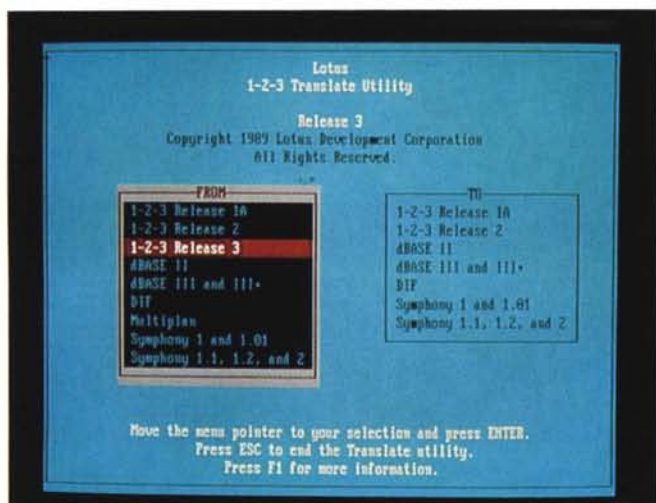 Lotus
1-2-3 Translate Utility
Release 3
Copyright 1989 Lotus Development Corporation
All Rights Reserved.
FROM
1-2-3 Release 1A
1-2-3 Release 2
1-2-3 Release 3
dBASE II
dBASE III and III+
DIF
Multiplan
Symphony 1 and 1.01
Symphony 1.1, 1.2, and 2
TO
1-2-3 Release 1A
1-2-3 Release 2
dBASE II
dBASE III and III+
DIF
Symphony 1 and 1.01
Symphony 1.1, 1.2, and 2
Move the menu pointer to your selection and press ENTER.
Press ESC to end the Translate utility.
Press F1 for more information.